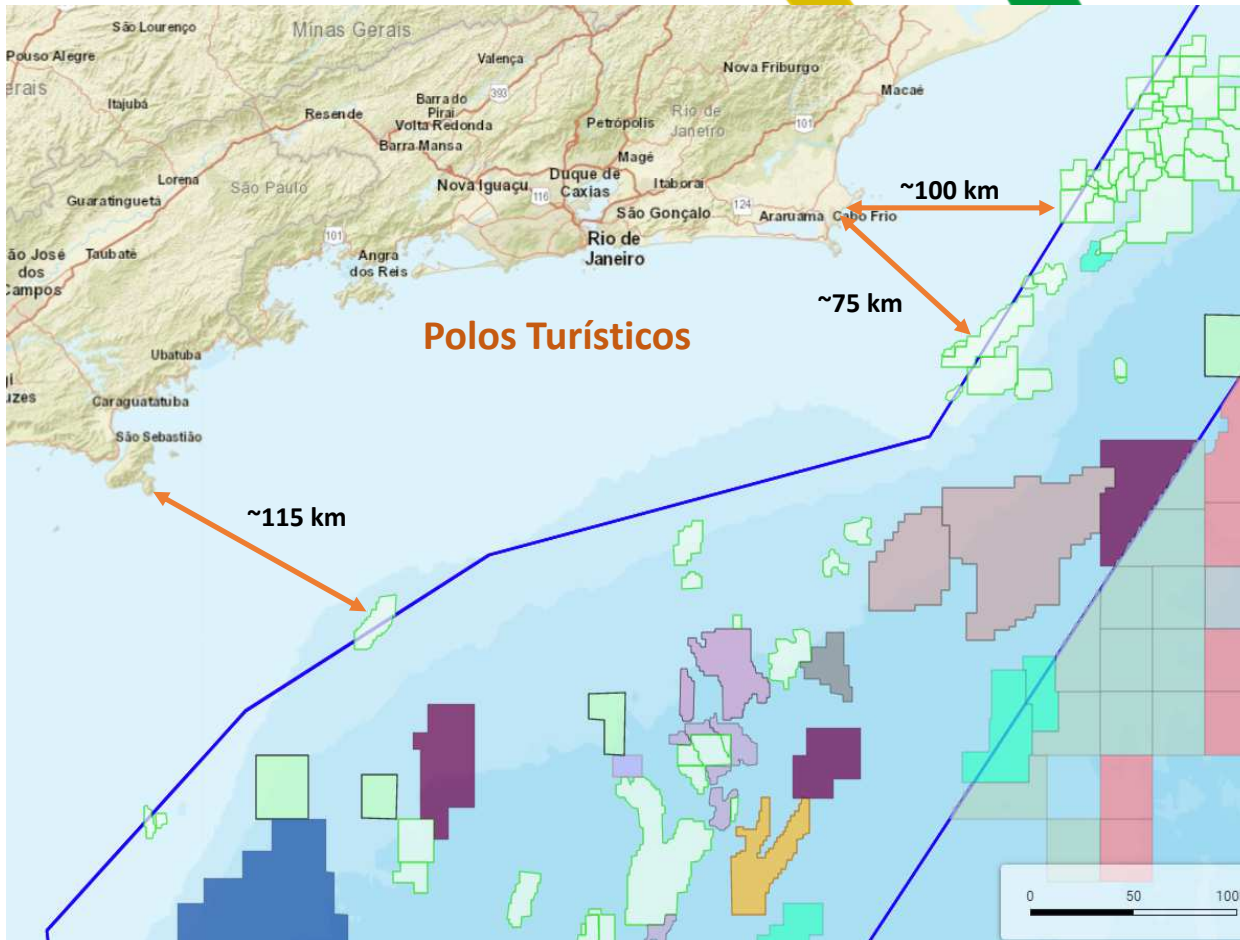 São Lourenço
Minas Gerais
Pouso Alegre
Valença
Nova Friburgo
erais
Itajubá
393
Macaé
Resende
Barra do
Piraí
Volta Redonda
Barra Mansa
Petrópolis
Rio de
Janeiro
101
Magé
Lorena
São Paulo
Nova Iguaçu
116
Duque de
Caxias
Itaboraí
Guaratinguetá
São Gonçalo
124
Araruama
Cabo Frio
~100 km
101
Rio de
Janeiro
ão José
dos
Campos
Taubaté
Angra
dos Reis
~75 km
Polos Turísticos
Ubatuba
uzes
Caraguatatuba
São Sebastião
~115 km
0
50
100